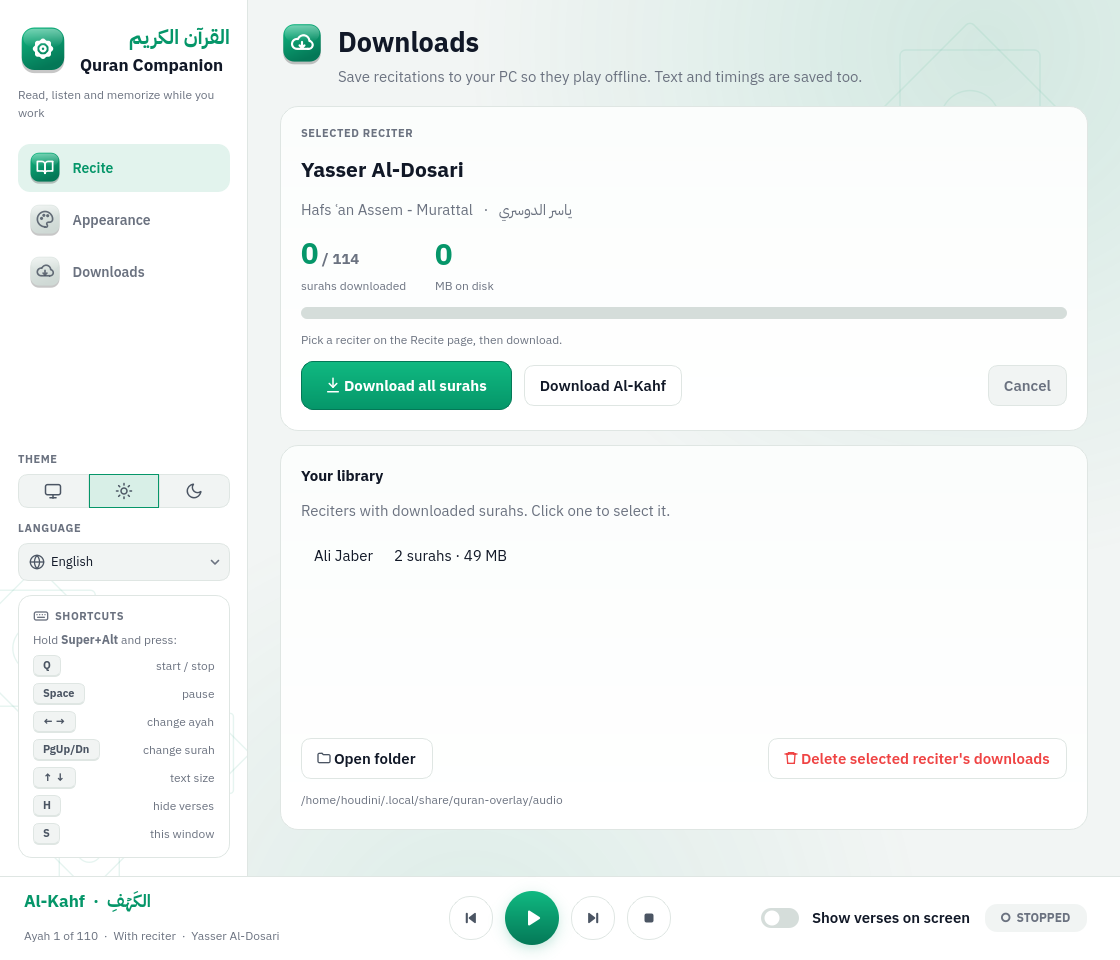 القرآن الكريم
Quran Companion
Read, listen and memorize while you
work
Recite
Appearance
Downloads
THEME
LANGUAGE
English
SHORTCUTS
Hold Super+Alt and press:
Q start / stop
Space pause
← → change ayah
PgUp/Dn change surah
↑ ↓ text size
H hide verses
S this window
Downloads
Save recitations to your PC so they play offline. Text and timings are saved too.
SELECTED RECITER
Yasser Al-Dosari
Hafs 'an Assem - Murattal · ياسر الدوسري
0 / 114 0
surahs downloaded MB on disk
Pick a reciter on the Recite page, then download.
Download all surahs Download Al-Kahf Cancel
Your library
Reciters with downloaded surahs. Click one to select it.
Ali Jaber 2 surahs · 49 MB
Open folder Delete selected reciter's downloads
/home/houdini/.local/share/quran-overlay/audio
Al-Kahf · الكَهْفِ
Ayah 1 of 110 · With reciter · Yasser Al-Dosari
Show verses on screen STOPPED